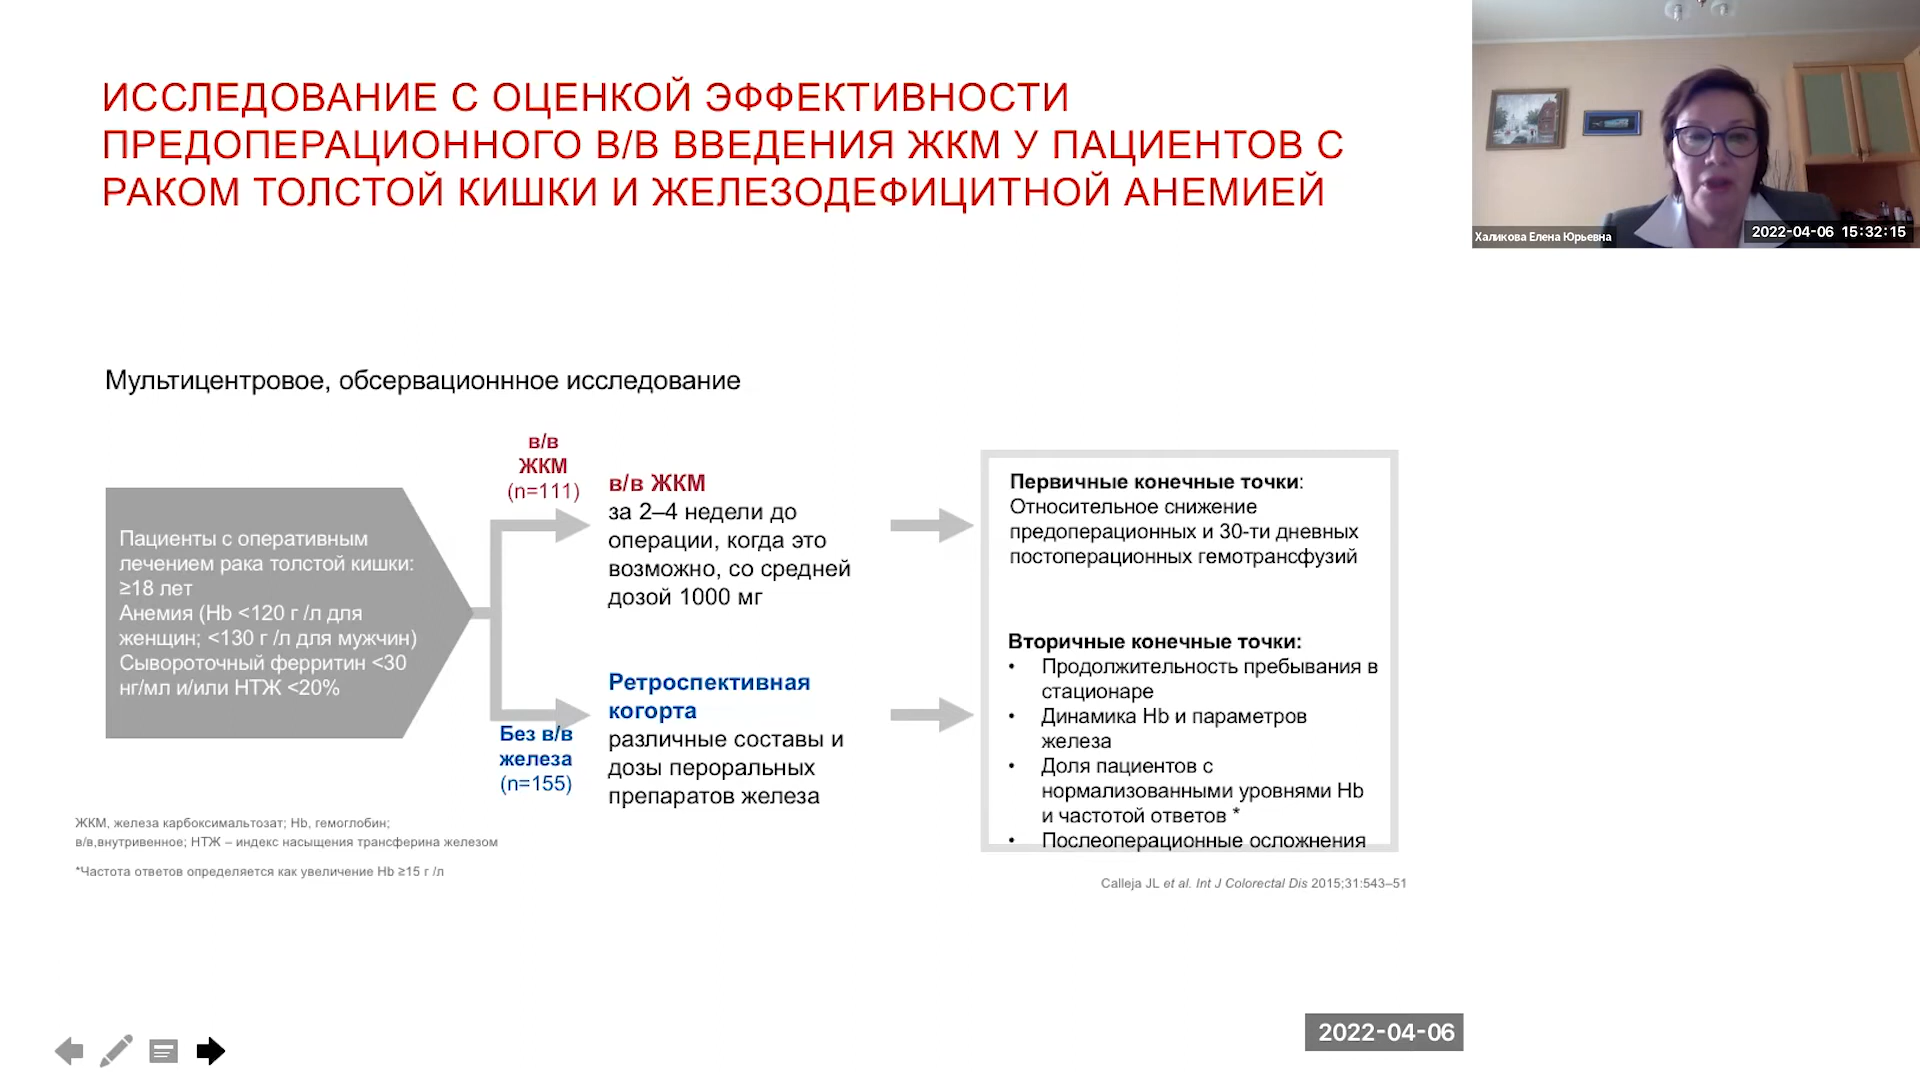 ИССЛЕДОВАНИЕ С ОЦЕНКОЙ ЭФФЕКТИВНОСТИ
ПРЕДОПЕРАЦИОННОГО В/В ВВЕДЕНИЯ ЖКМ У ПАЦИЕНТОВ С
РАКОМ ТОЛСТОЙ КИШКИ И ЖЕЛЕЗОДЕФИЦИТНОЙ АНЕМИЕЙ
Халикова Елена Юрьевна
2022-04-06 15:32:15
Мультицентровое, обсервационнное исследование
Пациенты с оперативным
лечением рака толстой кишки:
≥18 лет
Анемия (Hb <120 г /л для
женщин; <130 г /л для мужчин)
Сывороточный ферритин <30
нг/мл и/или НТЖ <20%
в/в
ЖКМ
(n=111)
в/в ЖКМ
за 2–4 недели до
операции, когда это
возможно, со средней
дозой 1000 мг
Без в/в
железа
(n=155)
Ретроспективная
когорта
различные составы и
дозы пероральных
препаратов железа
Первичные конечные точки:
Относительное снижение
предоперационных и 30-ти дневных
постоперационных гемотрансфузий
Вторичные конечные точки:
• Продолжительность пребывания в
стационаре
• Динамика Hb и параметров
железа
• Доля пациентов с
нормализованными уровнями Hb
и частотой ответов *
• Послеоперационные осложнения
ЖКМ, железа карбоксимальтозат; Hb, гемоглобин;
в/в,внутривенное; НТЖ – индекс насыщения трансферина железом
*Частота ответов определяется как увеличение Hb ≥15 г /л
Calleja JL et al. Int J Colorectal Dis 2015;31:543–51
2022-04-06